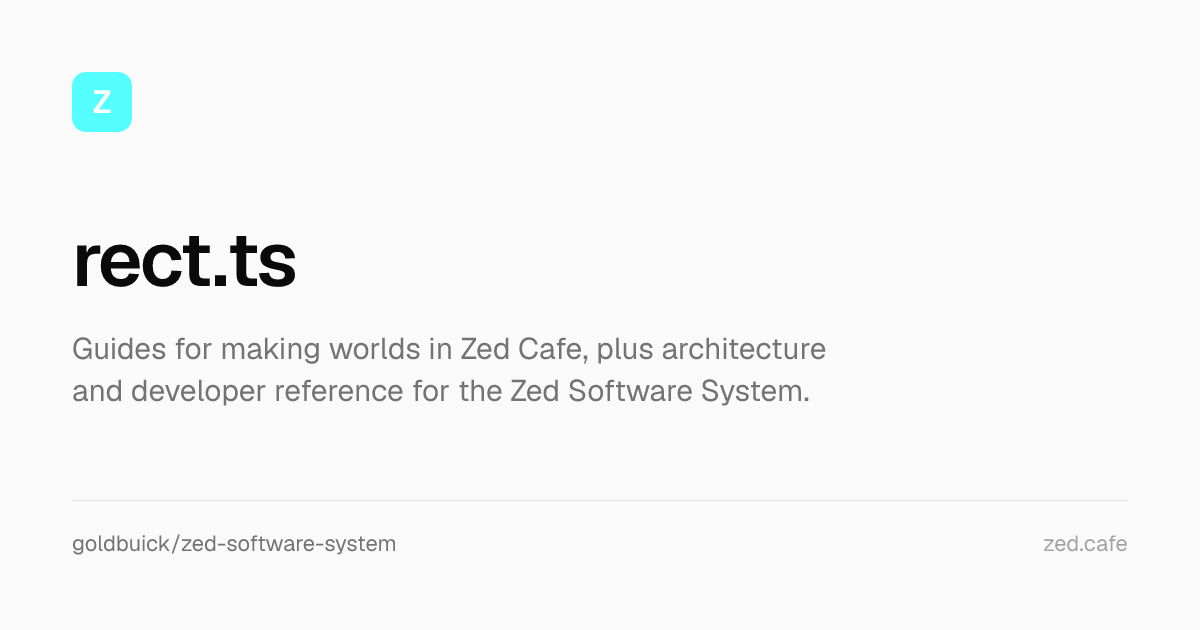 Z
rect.ts
Guides for making worlds in Zed Cafe, plus architecture
and developer reference for the Zed Software System.
goldbuick/zed-software-system
zed.cafe